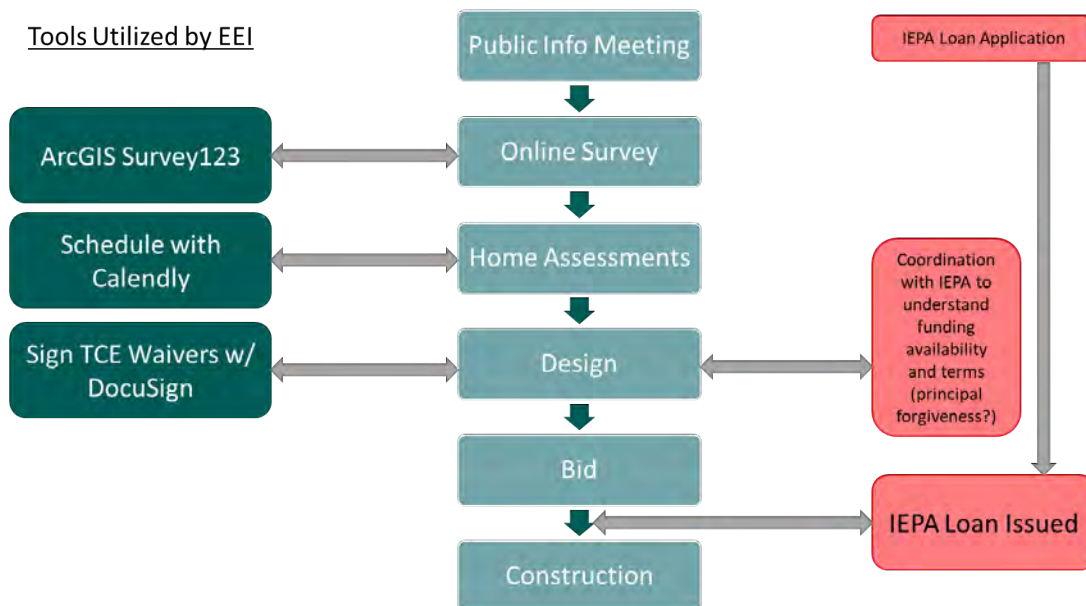 Tools Utilized by EEI
Public Info Meeting
IEPA Loan Application
ArcGIS Survey123
Online Survey
Schedule with
Calendly
Home Assessments
Coordination
with IEPA to
understand
funding
availability
and terms
(principal
forgiveness?)
Sign TCE Waivers w/
DocuSign
Design
Bid
IEPA Loan Issued
Construction